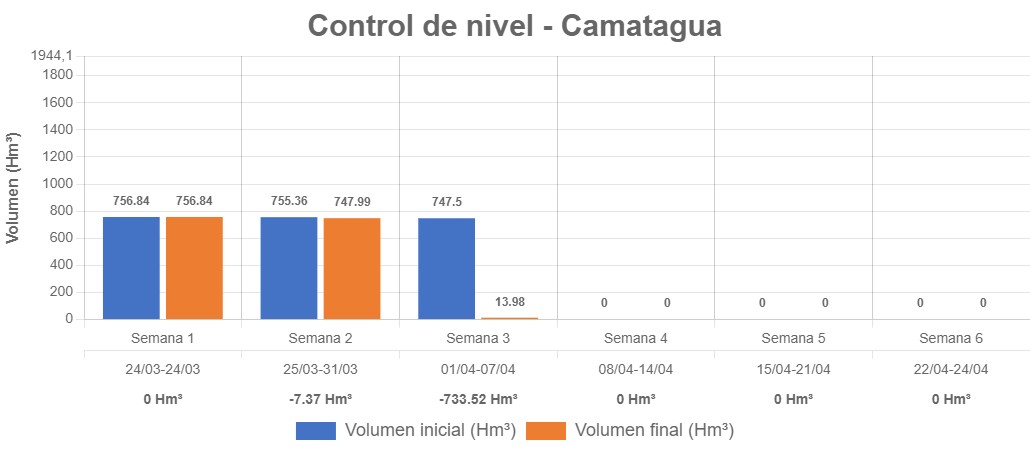 Control de nivel - Camatagua
Volumen (Hm³)
1944,1
1800
1600
1400
1200
1000
800
600
400
200
0
756.84 756.84 755.36 747.99 747.5 13.98 0 0 0 0 0 0
Semana 1 Semana 2 Semana 3 Semana 4 Semana 5 Semana 6
24/03-24/03 25/03-31/03 01/04-07/04 08/04-14/04 15/04-21/04 22/04-24/04
0 Hm³ -7.37 Hm³ -733.52 Hm³ 0 Hm³ 0 Hm³ 0 Hm³
Volumen inicial (Hm³) Volumen final (Hm³)